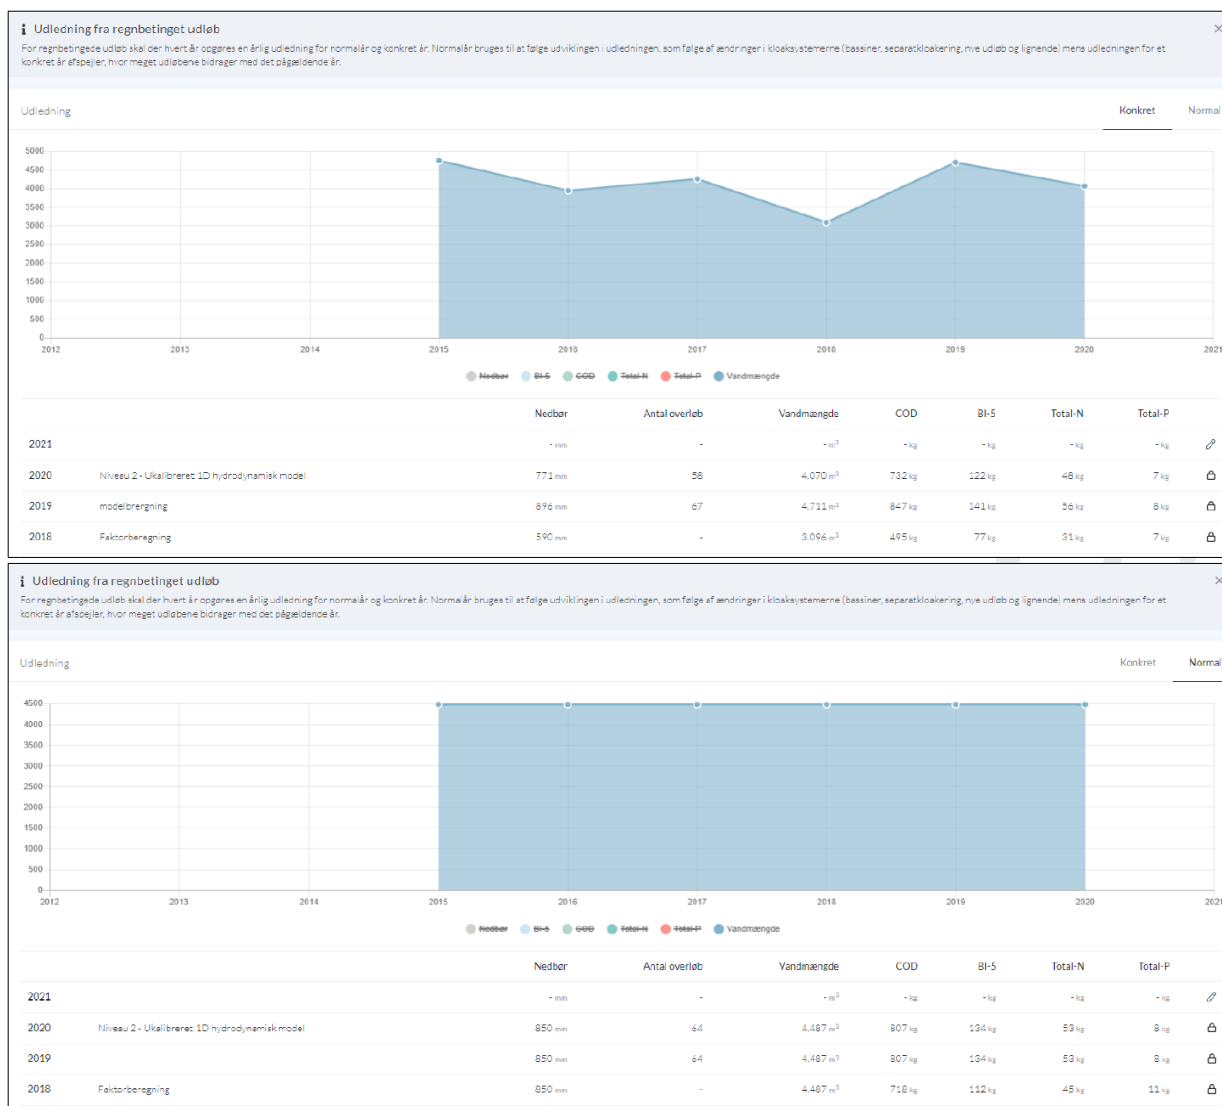 i Udledning fra regnbetinget udløb ×
For regnbetingede udløb skal der hvert år opgøres en årlig udledning for normalår og konkret år. Normalår bruges til at følge udviklingen i udledningen, som følge af ændringer i kloaksystemerne (bassiner, separatkloakering, nye udløb og lignende) mens udledningen for et
konkret år afspejler, hvor meget udløbene bidrager med det pågældende år.
Udledning Konkret Normal
5000
4500
4000
3500
3000
2500
2000
1500
1000
500
0
2012 2013 2014 2015 2016 2017 2018 2019 2020 2021
Nedbør BI-5 COD Total-N Total-P Vandmængde
Nedbør Antal overløb Vandmængde COD BI-5 Total-N Total-P
2021 - mm - - m³ - kg - kg - kg - kg
2020 Niveau 2 - Ukalibreret 1D hydrodynamisk model 771 mm 58 4.070 m³ 732 kg 122 kg 48 kg 7 kg
2019 modelbrergning 896 mm 67 4.711 m³ 847 kg 141 kg 56 kg 8 kg
2018 Faktorberegning 590 mm - 3.096 m³ 495 kg 77 kg 31 kg 7 kg
i Udledning fra regnbetinget udløb ×
For regnbetingede udløb skal der hvert år opgøres en årlig udledning for normalår og konkret år. Normalår bruges til at følge udviklingen i udledningen, som følge af ændringer i kloaksystemerne (bassiner, separatkloakering, nye udløb og lignende) mens udledningen for et
konkret år afspejler, hvor meget udløbene bidrager med det pågældende år.
Udledning Konkret Normal
4500
4000
3500
3000
2500
2000
1500
1000
500
0
2012 2013 2014 2015 2016 2017 2018 2019 2020 2021
Nedbør BI-5 COD Total-N Total-P Vandmængde
Nedbør Antal overløb Vandmængde COD BI-5 Total-N Total-P
2021 - mm - - m³ - kg - kg - kg - kg
2020 Niveau 2 - Ukalibreret 1D hydrodynamisk model 850 mm 64 4.487 m³ 807 kg 134 kg 53 kg 8 kg
2019 850 mm 64 4.487 m³ 807 kg 134 kg 53 kg 8 kg
2018 Faktorberegning 850 mm - 4.487 m³ 718 kg 112 kg 45 kg 11 kg